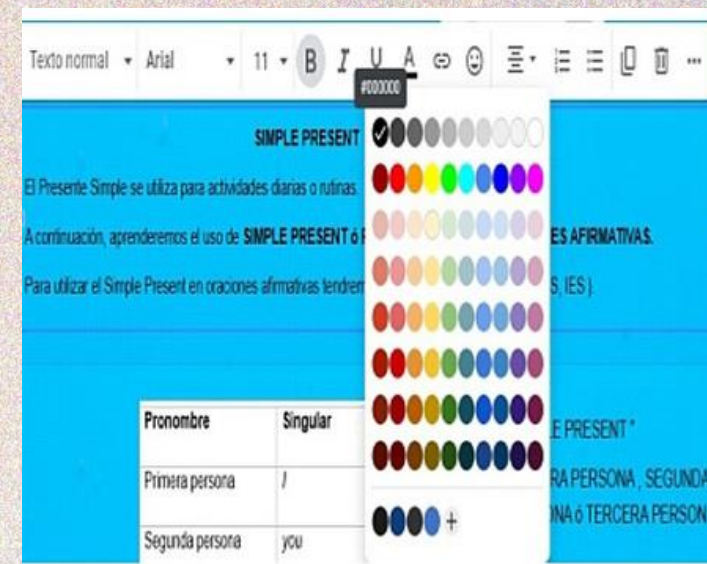 Texto normal Arial 11 B I U A
#000000
SIMPLE PRESENT
El Presente Simple se utiliza para actividades diarias o rutinas.
A continuación, aprenderemos el uso de SIMPLE PRESENT ó ES AFIRMATIVAS.
Para utilizar el Simple Present en oraciones afirmativas S, IES ).
Pronombre Singular
E PRESENT "
Primera persona I
RA PERSONA , SEGUNDA
NA ó TERCERA PERSON
Segunda persona you